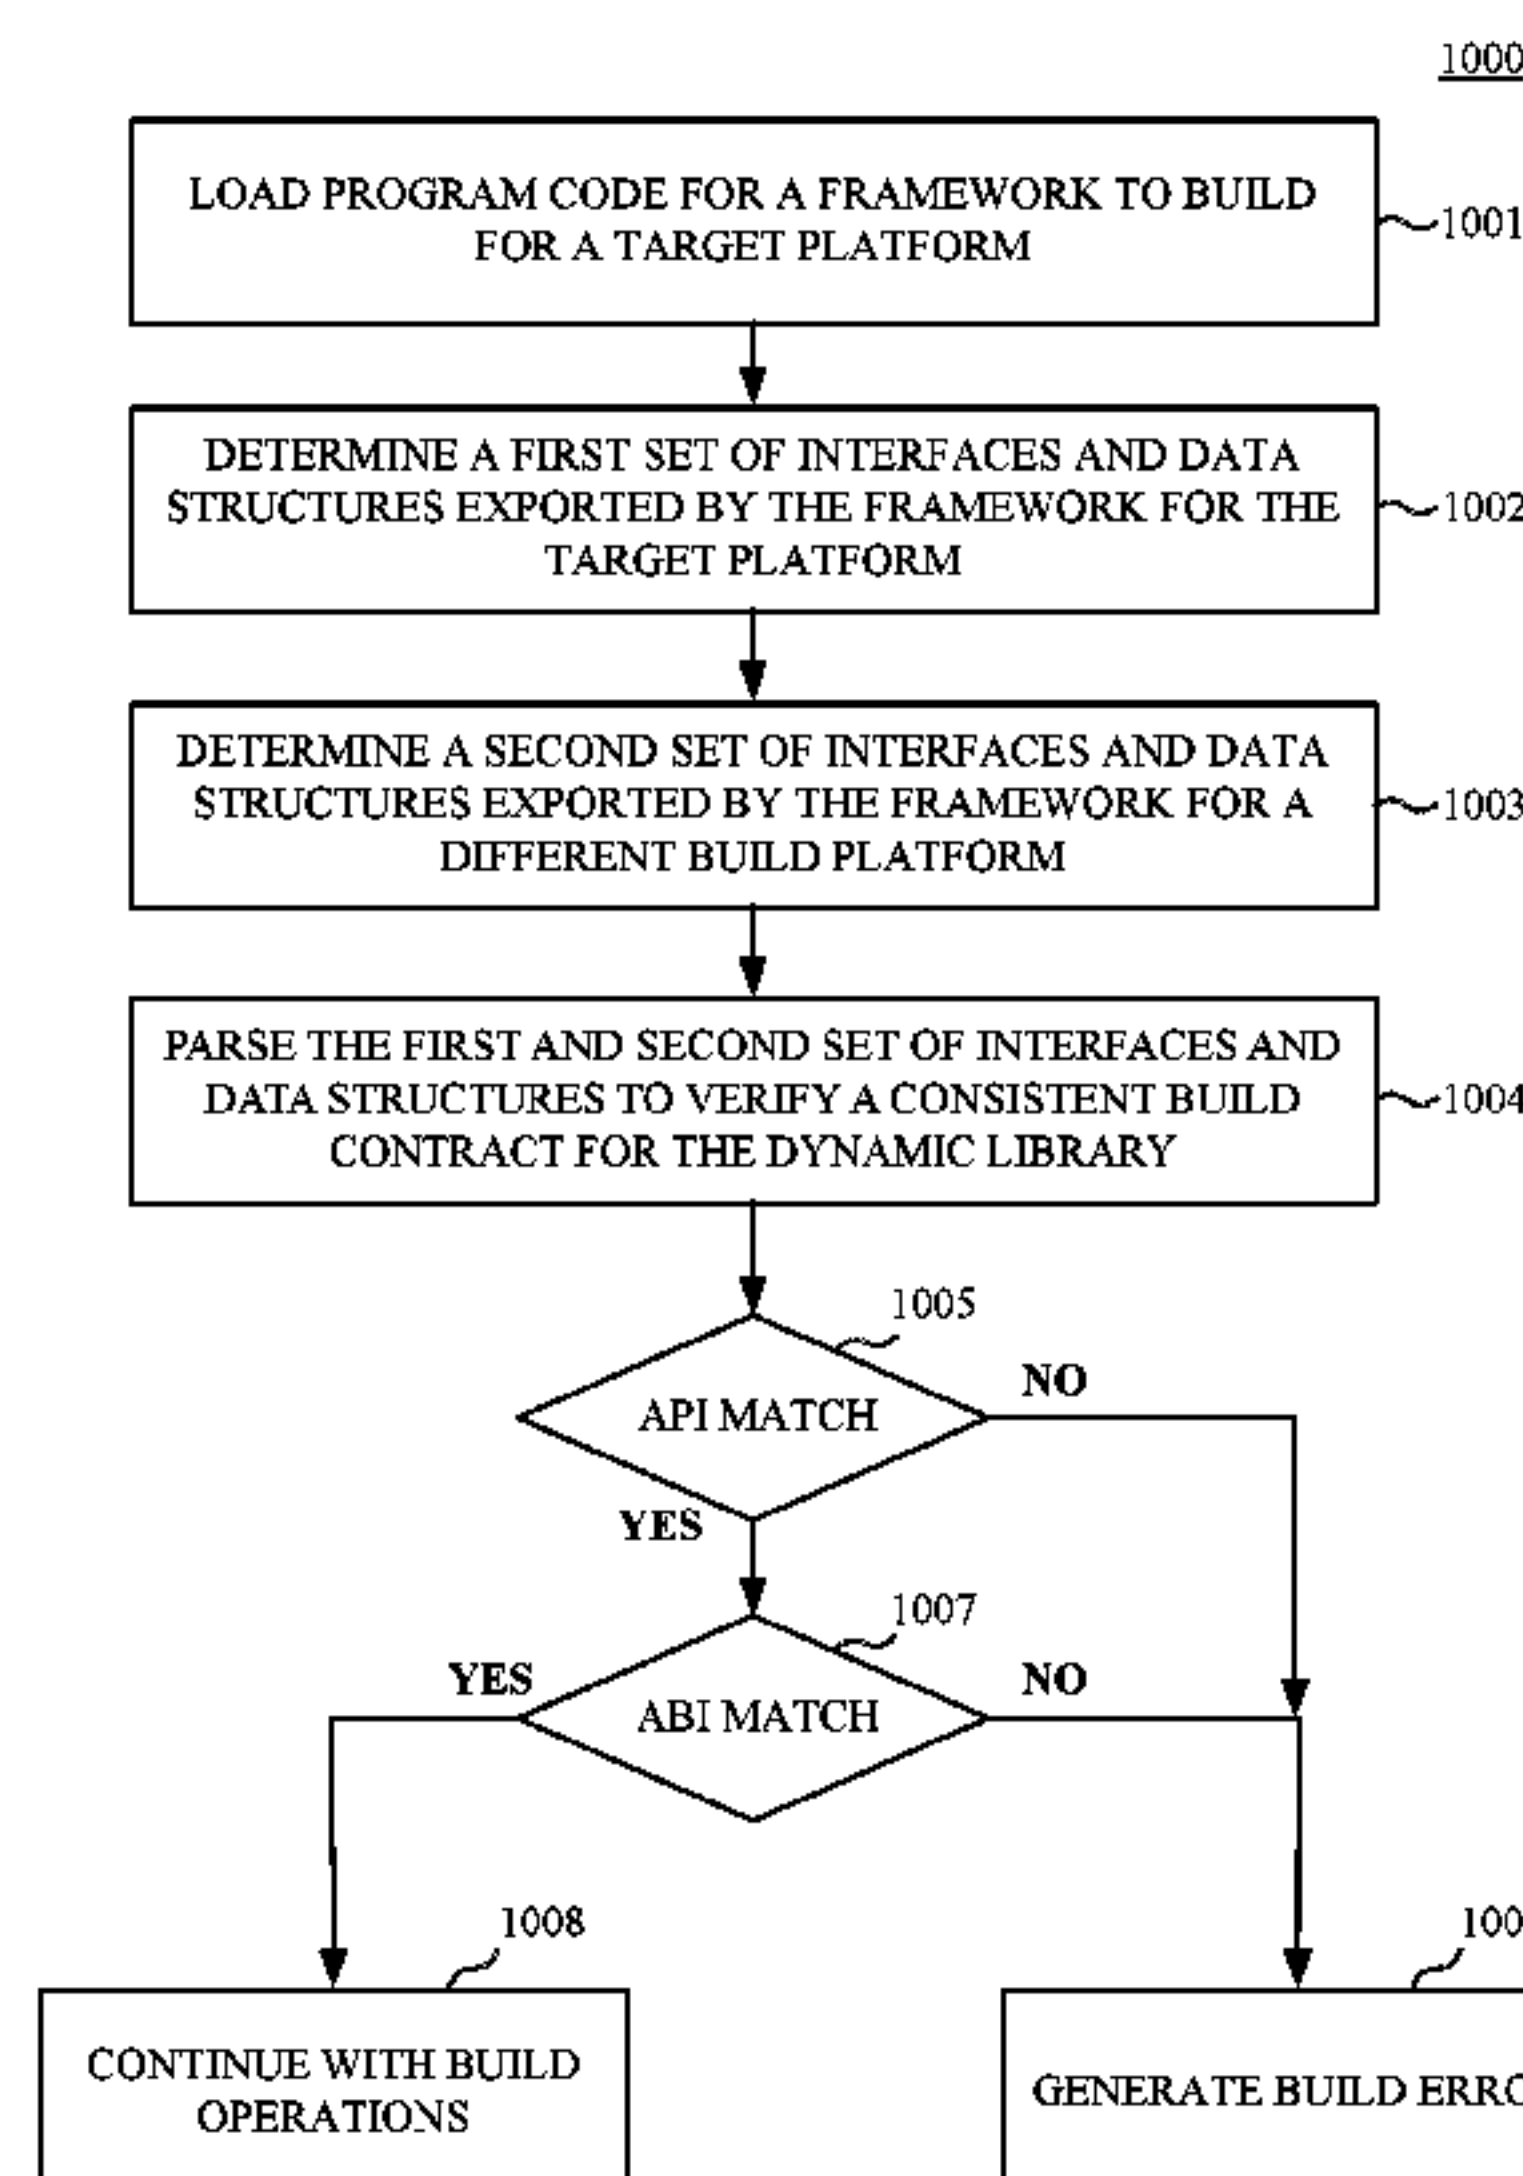 1000
LOAD PROGRAM CODE FOR A FRAMEWORK TO BUILD
FOR A TARGET PLATFORM
1001
DETERMINE A FIRST SET OF INTERFACES AND DATA
STRUCTURES EXPORTED BY THE FRAMEWORK FOR THE
TARGET PLATFORM
1002
DETERMINE A SECOND SET OF INTERFACES AND DATA
STRUCTURES EXPORTED BY THE FRAMEWORK FOR A
DIFFERENT BUILD PLATFORM
1003
PARSE THE FIRST AND SECOND SET OF INTERFACES AND
DATA STRUCTURES TO VERIFY A CONSISTENT BUILD
CONTRACT FOR THE DYNAMIC LIBRARY
1004
1005
API MATCH
NO
YES
1007
ABI MATCH
YES
NO
1008
CONTINUE WITH BUILD
OPERATIONS
GENERATE BUILD